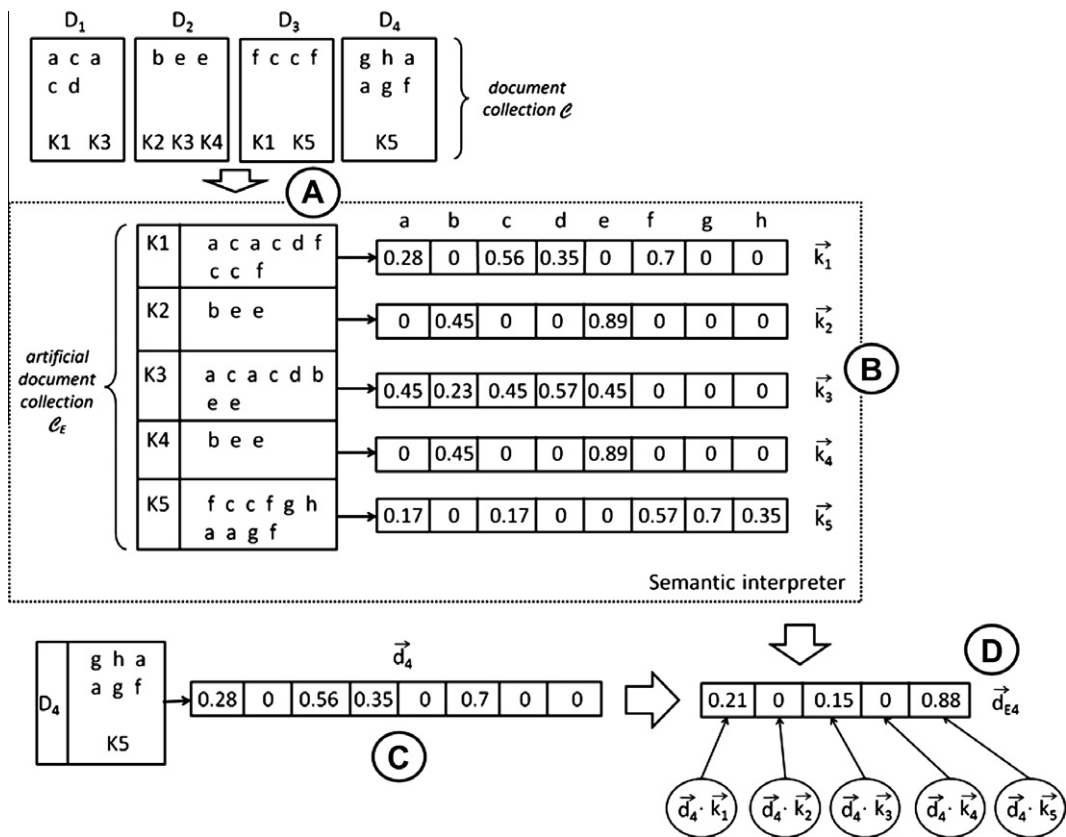 D1 D2 D3 D4
a c a b e e f c c f g h a
c d a g f
K1 K3 K2 K3 K4 K1 K5 K5
document
collection C
A
a b c d e f g h
K1 a c a c d f
c c f
0.28 0 0.56 0.35 0 0.7 0 0 k1
K2 b e e
0 0.45 0 0 0.89 0 0 0 k2
B
artificial
document
collection
CE
K3 a c a c d b
e e
0.45 0.23 0.45 0.57 0.45 0 0 0 k3
K4 b e e
0 0.45 0 0 0.89 0 0 0 k4
K5 f c c f g h
a a g f
0.17 0 0.17 0 0 0.57 0.7 0.35 k5
Semantic interpreter
D4 g h a
a g f
K5
d4
0.28 0 0.56 0.35 0 0.7 0 0
C
D
0.21 0 0.15 0 0.88 dE4
d4 · k1 d4 · k2 d4 · k3 d4 · k4 d4 · k5